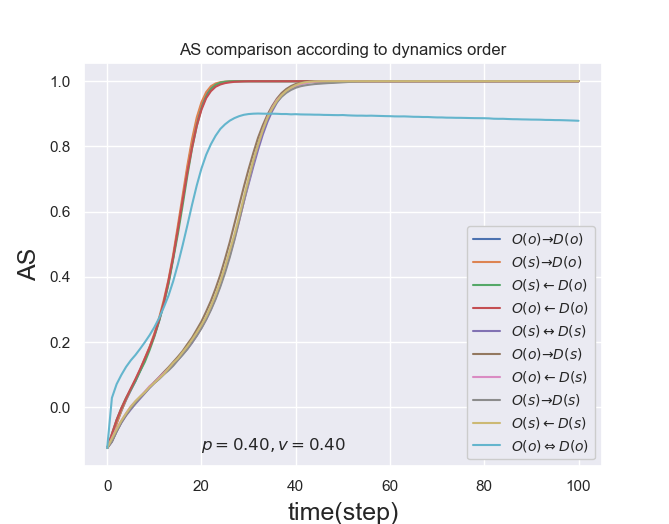 AS comparison according to dynamics order
1.0
0.8
0.6
0.4
0.2
0.0
AS
O(o)→D(o)
O(s)→D(o)
O(s)←D(o)
O(o)←D(o)
O(s)↔D(s)
O(o)→D(s)
O(o)←D(s)
O(s)→D(s)
O(s)←D(s)
O(o)⇔D(o)
p = 0.40, v = 0.40
0 20 40 60 80 100
time(step)